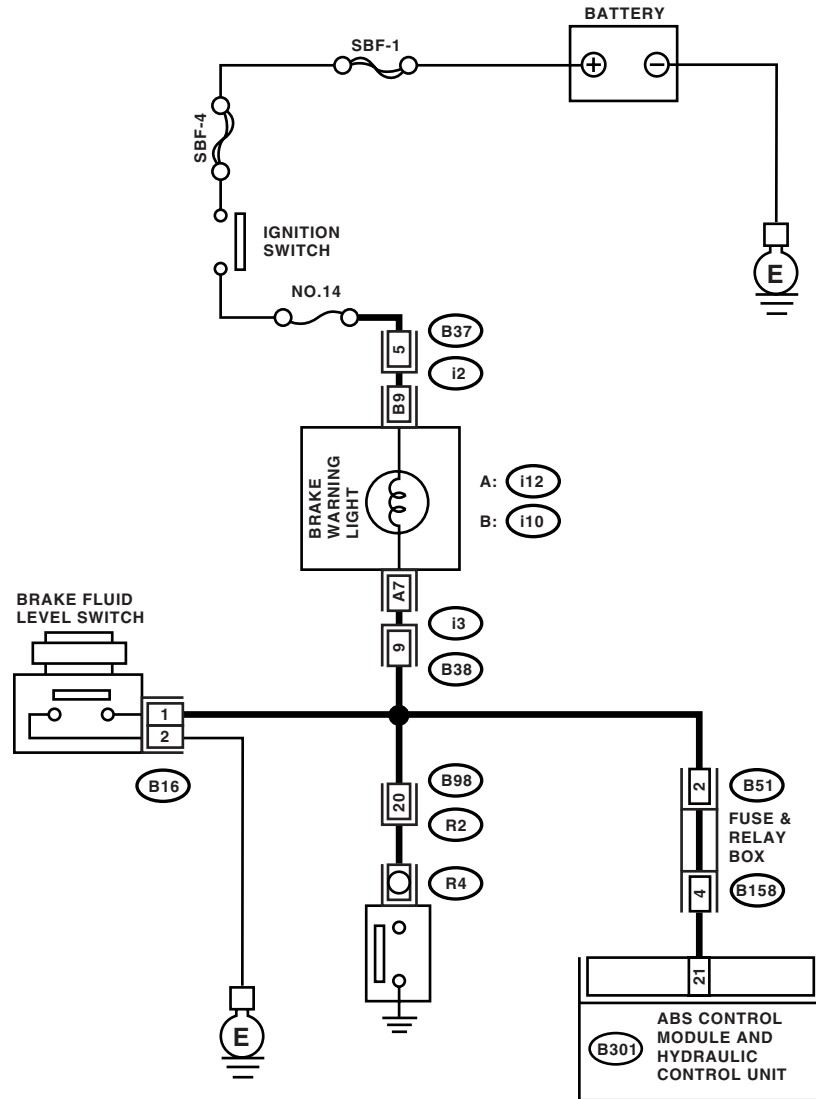 BATTERY
SBF-1
SBF-4
IGNITION
SWITCH
E
NO.14
5
B37
i2
B9
BRAKE
WARNING
LIGHT
A: i12
B: i10
A7
i3
9
B38
BRAKE FLUID
LEVEL SWITCH
1
2
B16
20
B98
R2
R4
2
B51
FUSE &
RELAY
BOX
4
B158
21
B301
ABS CONTROL
MODULE AND
HYDRAULIC
CONTROL UNIT
E